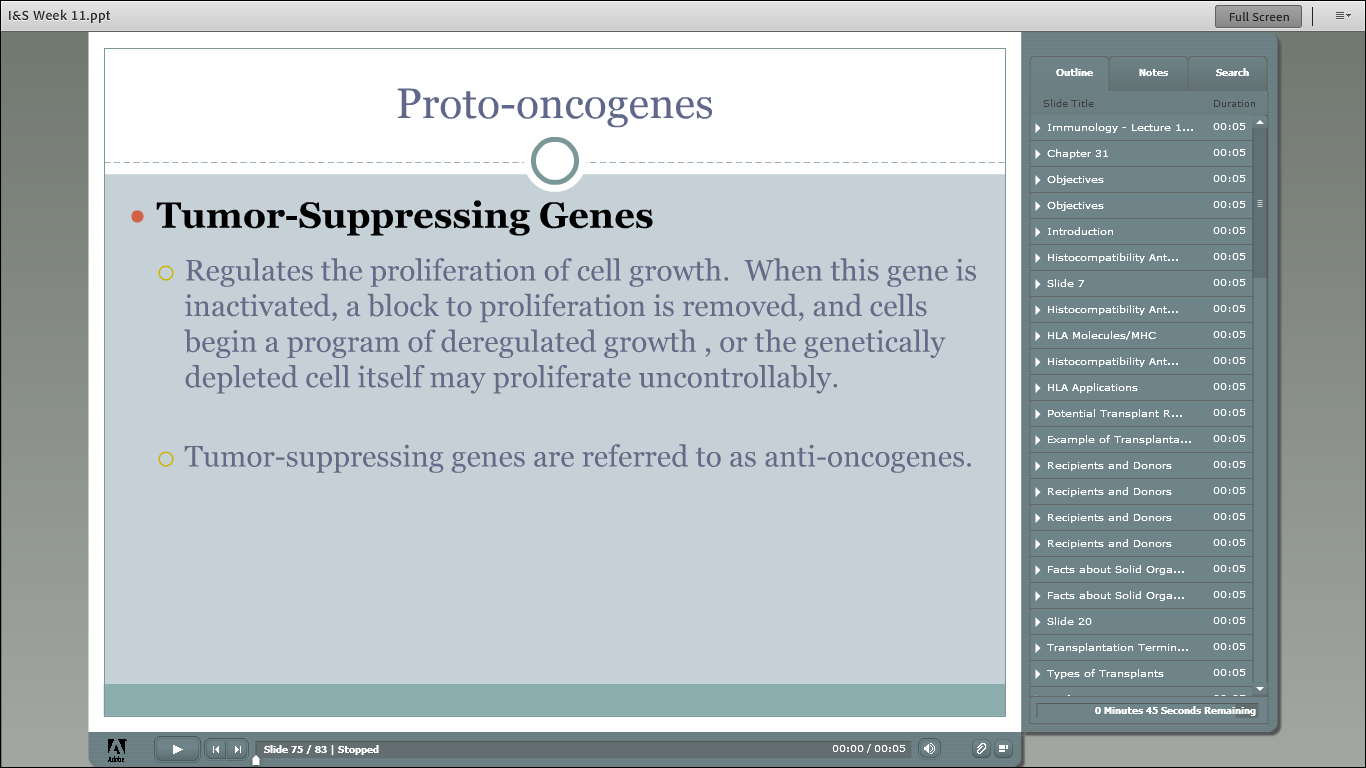 I&S Week 11.ppt
Full Screen
Proto-oncogenes
Tumor-Suppressing Genes
Regulates the proliferation of cell growth.  When this gene is
inactivated, a block to proliferation is removed, and cells
begin a program of deregulated growth , or the genetically
depleted cell itself may proliferate uncontrollably.
Tumor-suppressing genes are referred to as anti-oncogenes.
Outline Notes Search
Slide Title Duration
Immunology - Lecture 1... 00:05
Chapter 31 00:05
Objectives 00:05
Objectives 00:05
Introduction 00:05
Histocompatibility Ant... 00:05
Slide 7 00:05
Histocompatibility Ant... 00:05
HLA Molecules/MHC 00:05
Histocompatibility Ant... 00:05
HLA Applications 00:05
Potential Transplant R... 00:05
Example of Transplanta... 00:05
Recipients and Donors 00:05
Recipients and Donors 00:05
Recipients and Donors 00:05
Recipients and Donors 00:05
Facts about Solid Orga... 00:05
Facts about Solid Orga... 00:05
Slide 20 00:05
Transplantation Termin... 00:05
Types of Transplants 00:05
0 Minutes 45 Seconds Remaining
Adobe
Slide 75 / 83 | Stopped
00:00 / 00:05